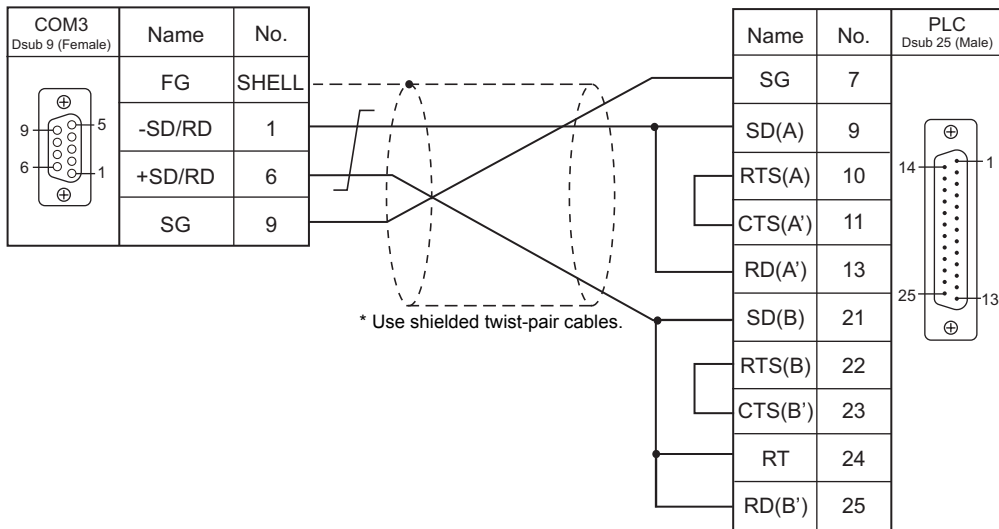 COM3
Dsub 9 (Female)
Name No.
FG SHELL
-SD/RD 1
+SD/RD 6
SG 9
9 5
6 1
* Use shielded twist-pair cables.
Name No.
PLC
Dsub 25 (Male)
SG 7
SD(A) 9
RTS(A) 10
CTS(A’) 11
RD(A’) 13
SD(B) 21
RTS(B) 22
CTS(B’) 23
RT 24
RD(B’) 25
14 1
25 13